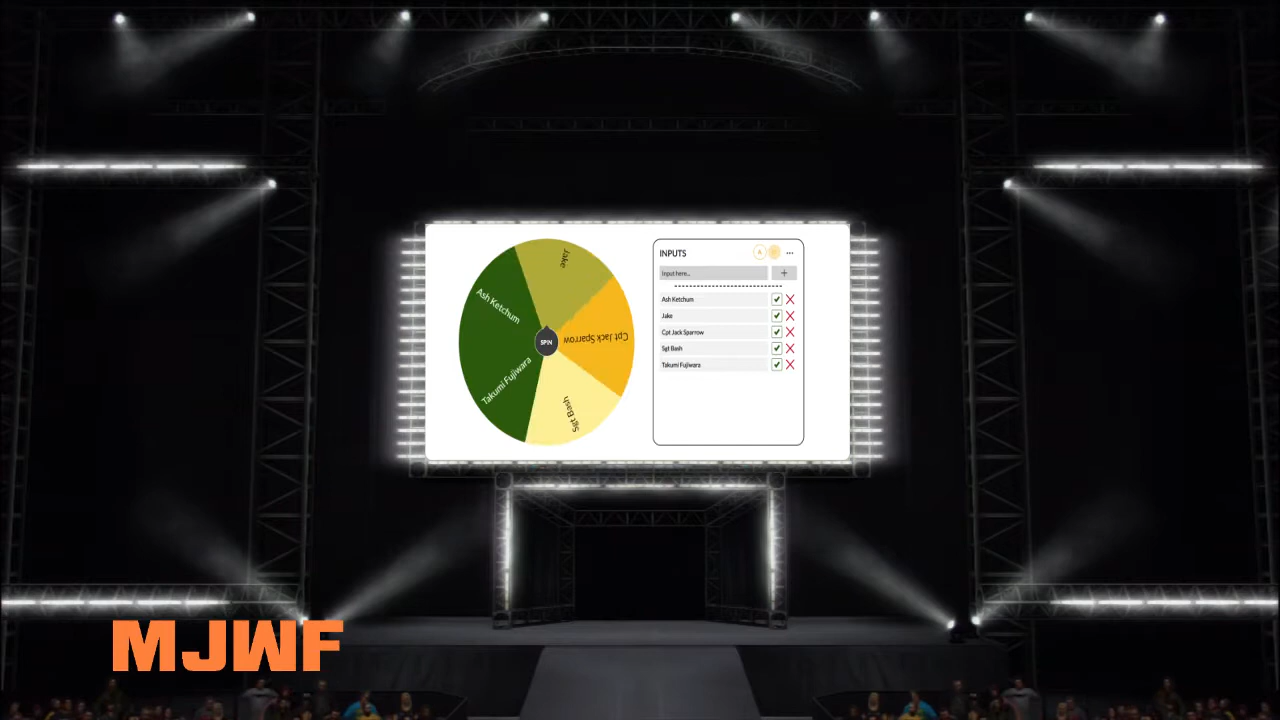 Jake
Ash Ketchum
Cpt Jack Sparrow
SPIN
Takumi Fujiwara
Sgt Bash
INPUTS
A
Input here...
+
Ash Ketchum
Jake
Cpt Jack Sparrow
Sgt Bash
Takumi Fujiwara
MJWF